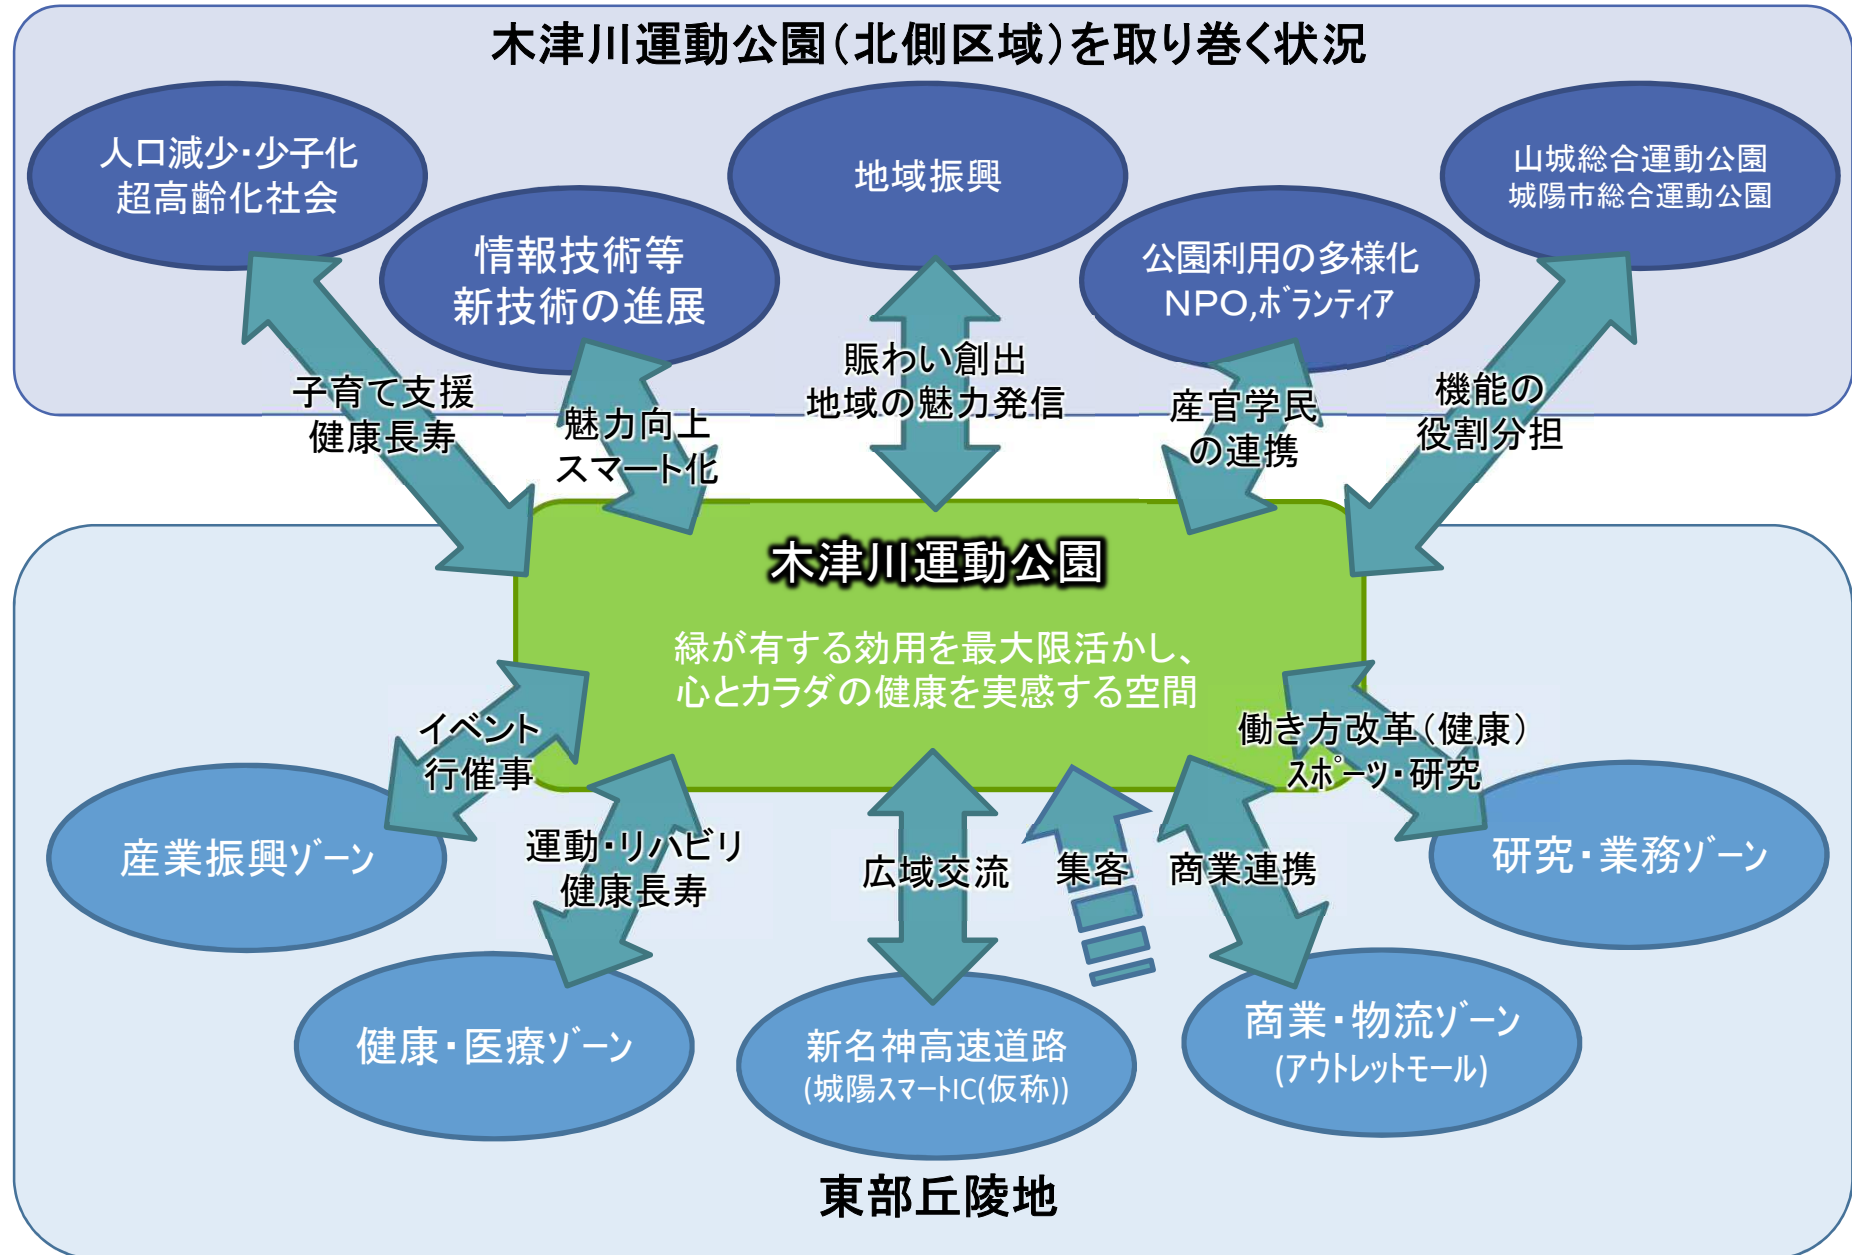 木津川運動公園(北側区域)を取り巻く状況
人口減少・少子化
超高齢化社会
情報技術等
新技術の進展
地域振興
公園利用の多様化
NPO,ボランティア
山城総合運動公園
城陽市総合運動公園
子育て支援
健康長寿
魅力向上
スマート化
賑わい創出
地域の魅力発信
産官学民
の連携
機能の
役割分担
木津川運動公園
緑が有する効用を最大限活かし、
心とカラダの健康を実感する空間
イベント
行催事
運動・リハビリ
健康長寿
広域交流
集客
商業連携
働き方改革(健康)
スポーツ・研究
産業振興ゾーン
健康・医療ゾーン
新名神高速道路
(城陽スマートIC(仮称))
商業・物流ゾーン
(アウトレットモール)
研究・業務ゾーン
東部丘陵地